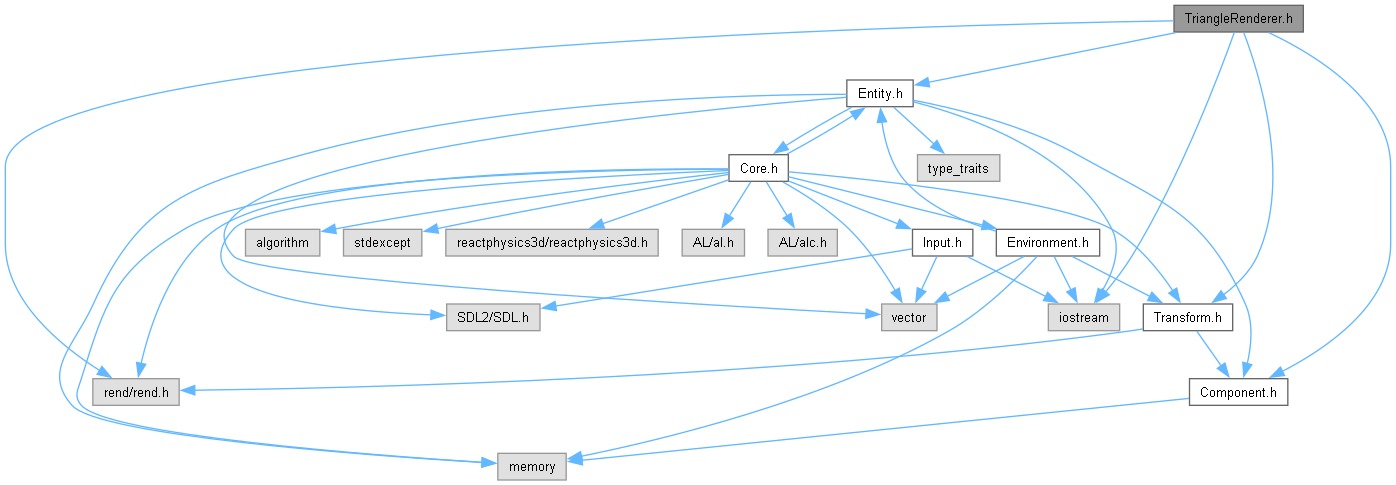 TriangleRenderer.h
Entity.h
Core.h
type_traits
algorithm
stdexcept
reactphysics3d/reactphysics3d.h
AL/al.h
AL/alc.h
Input.h
Environment.h
SDL2/SDL.h
vector
iostream
Transform.h
rend/rend.h
Component.h
memory